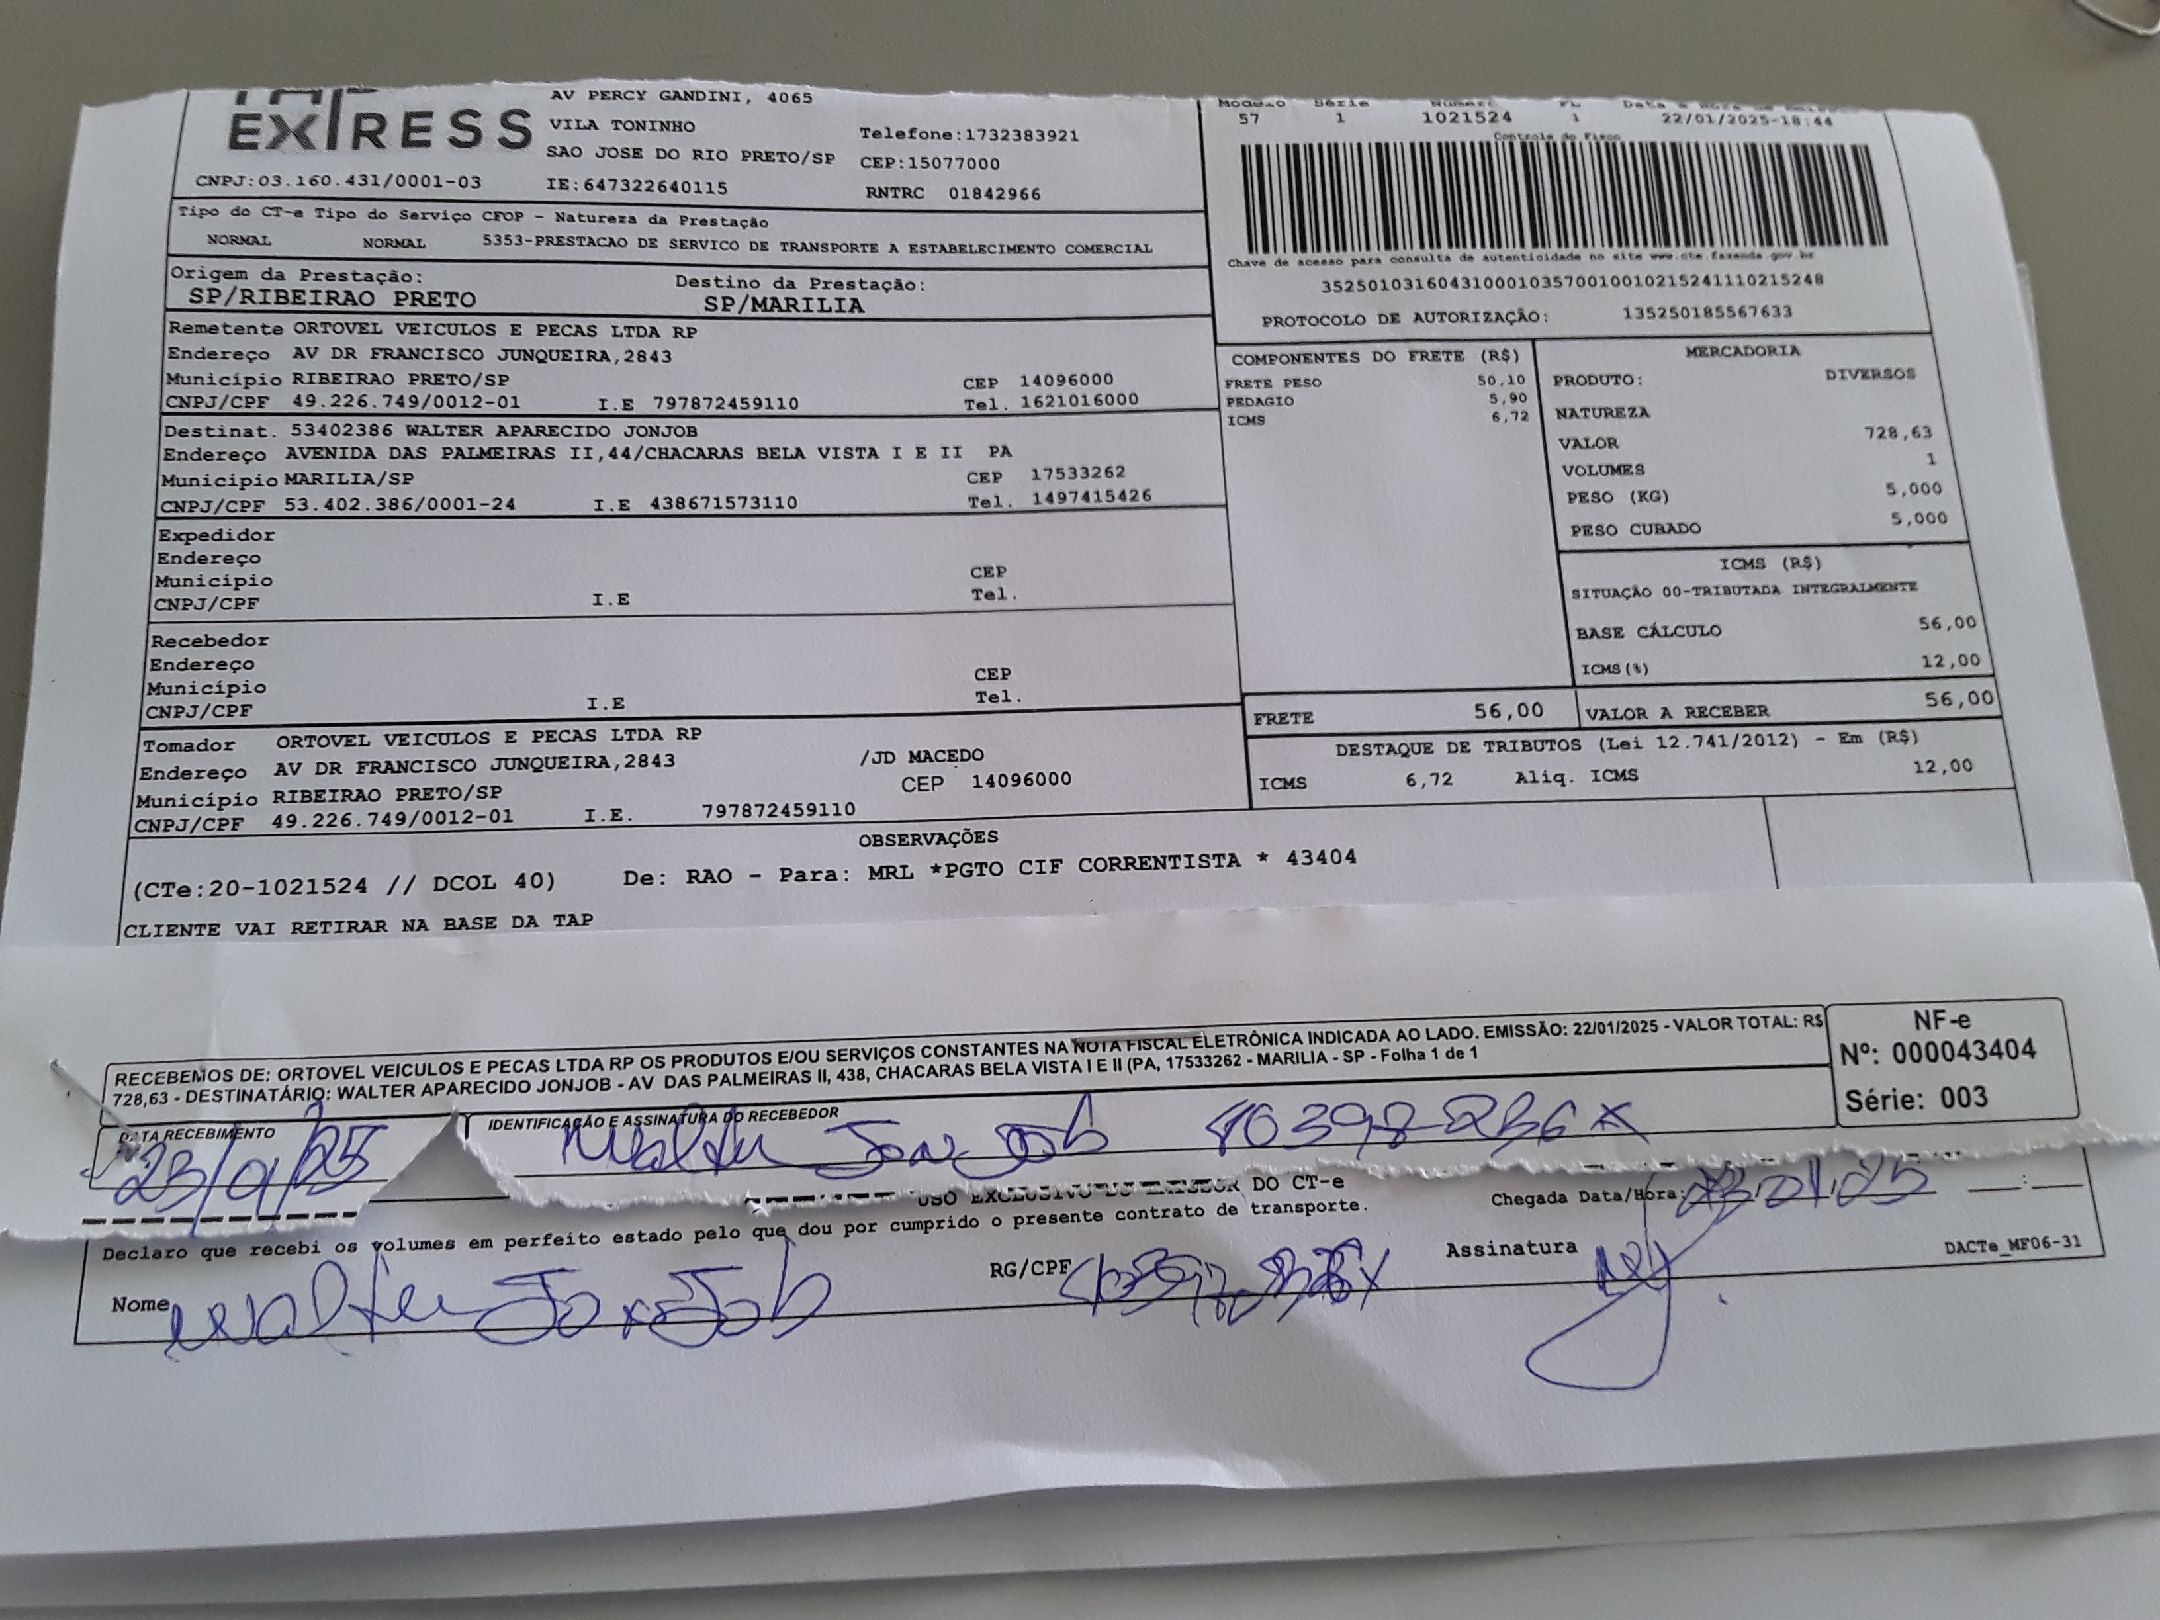 EXPRESS
AV PERCY GANDINI, 4065
VILA TONINHO
Telefone:1732383921
SAO JOSE DO RIO PRETO/SP CEP:15077000
CNPJ:03.160.431/0001-03 IE:647322640115 RNTRC 01842966
Modelo Série Número FL
57 1 1021524 1 22/01/2025-18:44
Controle do Fisco
Chave de acesso para consulta de autenticidade no site www.cte.fazenda.gov.br
35250103160431000103570010010215241110215248
PROTOCOLO DE AUTORIZAÇÃO: 135250185567633
Tipo do CT-e Tipo do Serviço CFOP - Natureza da Prestação
NORMAL NORMAL 5353-PRESTACAO DE SERVICO DE TRANSPORTE A ESTABELECIMENTO COMERCIAL
Origem da Prestação: Destino da Prestação:
SP/RIBEIRAO PRETO SP/MARILIA
Remetente ORTOVEL VEICULOS E PECAS LTDA RP
Endereço AV DR FRANCISCO JUNQUEIRA,2843
Município RIBEIRAO PRETO/SP CEP 14096000
CNPJ/CPF 49.226.749/0012-01 I.E 797872459110 Tel. 1621016000
Destinat. 53402386 WALTER APARECIDO JONJOB
Endereço AVENIDA DAS PALMEIRAS II,44/CHACARAS BELA VISTA I E II PA
Município MARILIA/SP CEP 17533262
CNPJ/CPF 53.402.386/0001-24 I.E 438671573110 Tel. 1497415426
Expedidor
Endereço
Município CEP
CNPJ/CPF I.E Tel.
Recebedor
Endereço
Município CEP
CNPJ/CPF I.E Tel.
Tomador ORTOVEL VEICULOS E PECAS LTDA RP
Endereço AV DR FRANCISCO JUNQUEIRA,2843 /JD MACEDO
Município RIBEIRAO PRETO/SP CEP 14096000
CNPJ/CPF 49.226.749/0012-01 I.E. 797872459110
COMPONENTES DO FRETE (R$)
FRETE PESO 50,10
PEDAGIO 5,90
ICMS 6,72
MERCADORIA
PRODUTO: DIVERSOS
NATUREZA
VALOR 728,63
VOLUMES 1
PESO (KG) 5,000
PESO CUBADO 5,000
ICMS (R$)
SITUAÇÃO 00-TRIBUTADA INTEGRALMENTE
BASE CÁLCULO 56,00
ICMS(%) 12,00
FRETE 56,00 VALOR A RECEBER 56,00
DESTAQUE DE TRIBUTOS (Lei 12.741/2012) - Em (R$)
ICMS 6,72 Aliq. ICMS 12,00
OBSERVAÇÕES
(CTe:20-1021524 // DCOL 40) De: RAO - Para: MRL *PGTO CIF CORRENTISTA * 43404
CLIENTE VAI RETIRAR NA BASE DA TAP
RECEBEMOS DE: ORTOVEL VEICULOS E PECAS LTDA RP OS PRODUTOS E/OU SERVIÇOS CONSTANTES NA NOTA FISCAL ELETRÔNICA INDICADA AO LADO. EMISSÃO: 22/01/2025 - VALOR TOTAL: R$
728,63 - DESTINATÁRIO: WALTER APARECIDO JONJOB - AV DAS PALMEIRAS II, 438, CHACARAS BELA VISTA I E II (PA, 17533262 - MARILIA - SP - Folha 1 de 1
NF-e
Nº: 000043404
Série: 003
DATA RECEBIMENTO IDENTIFICAÇÃO E ASSINATURA DO RECEBEDOR
Walter JonJob
USO EXCLUSIVO DO EMISSOR DO CT-e
Declaro que recebi os volumes em perfeito estado pelo que dou por cumprido o presente contrato de transporte.
Chegada Data/Hora: __:__
Nome Walter JonJob RG/CPF Assinatura
DACTe_MF06-31